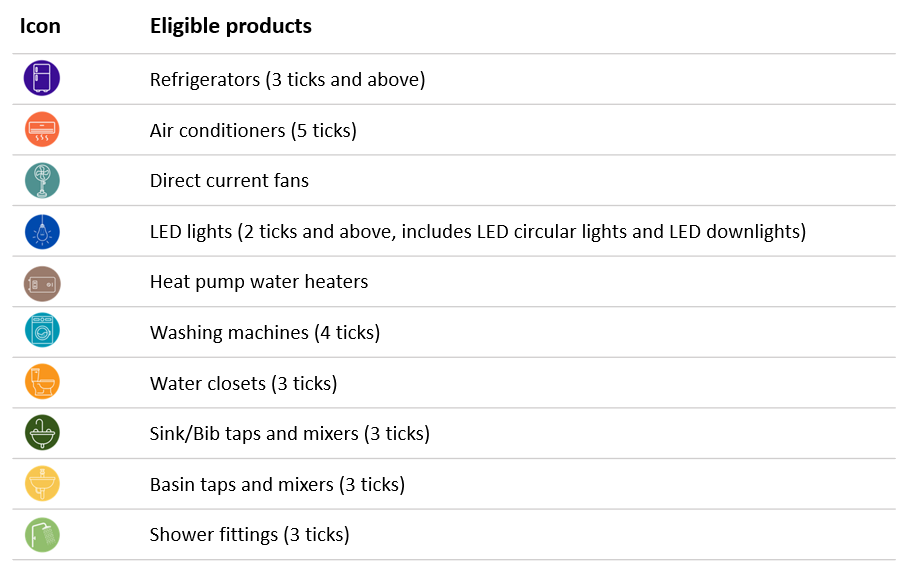 Icon Eligible products
Refrigerators (3 ticks and above)
Air conditioners (5 ticks)
Direct current fans
LED lights (2 ticks and above, includes LED circular lights and LED downlights)
Heat pump water heaters
Washing machines (4 ticks)
Water closets (3 ticks)
Sink/Bib taps and mixers (3 ticks)
Basin taps and mixers (3 ticks)
Shower fittings (3 ticks)